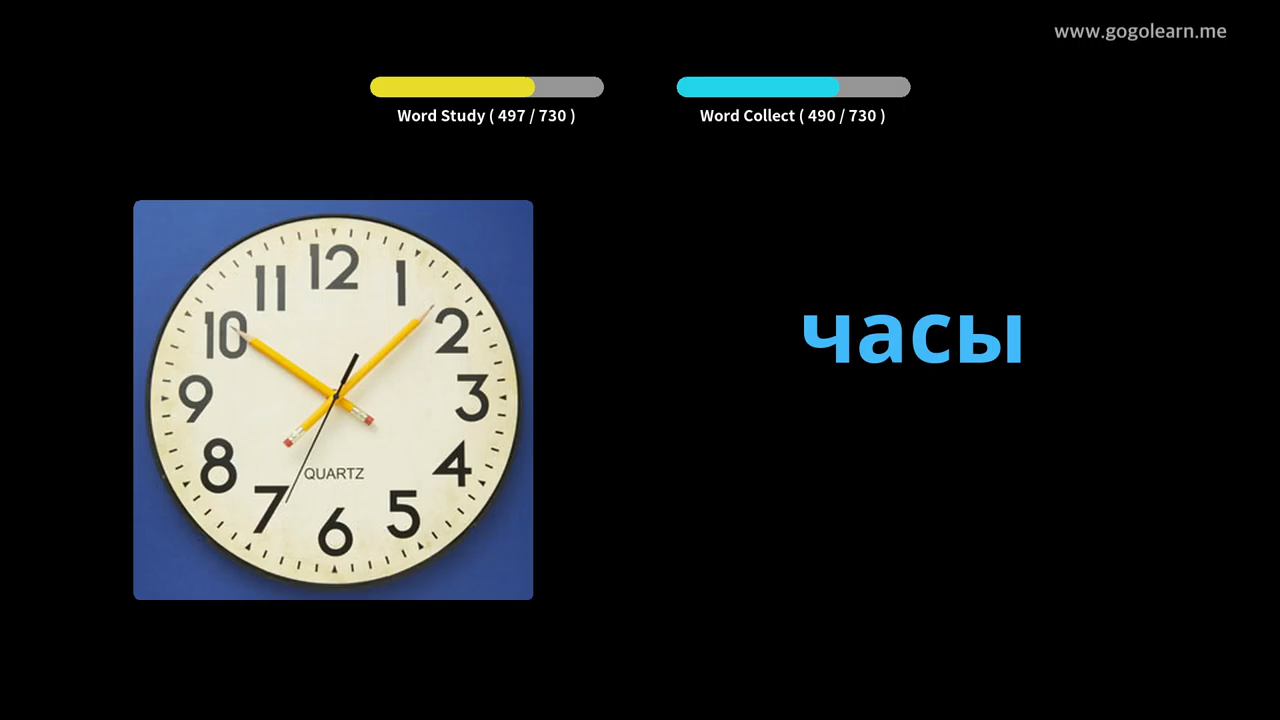 www.gogolearn.me
Word Study ( 497 / 730 )
Word Collect ( 490 / 730 )
12
11
1
10
2
9
3
8
4
QUARTZ
7
5
6
часы